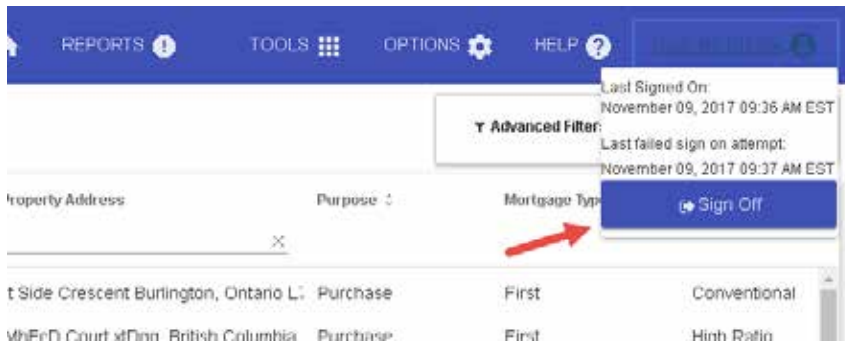 REPORTS TOOLS OPTIONS HELP
Last Signed On:
November 09, 2017 09:36 AM EST
Last failed sign on attempt:
November 09, 2017 09:37 AM EST
Sign Off
Advanced Filter
Property Address Purpose Mortgage Typ
t Side Crescent Burlington, Ontario L Purchase First Conventional
Court British Columbia Purchase First High Ratio